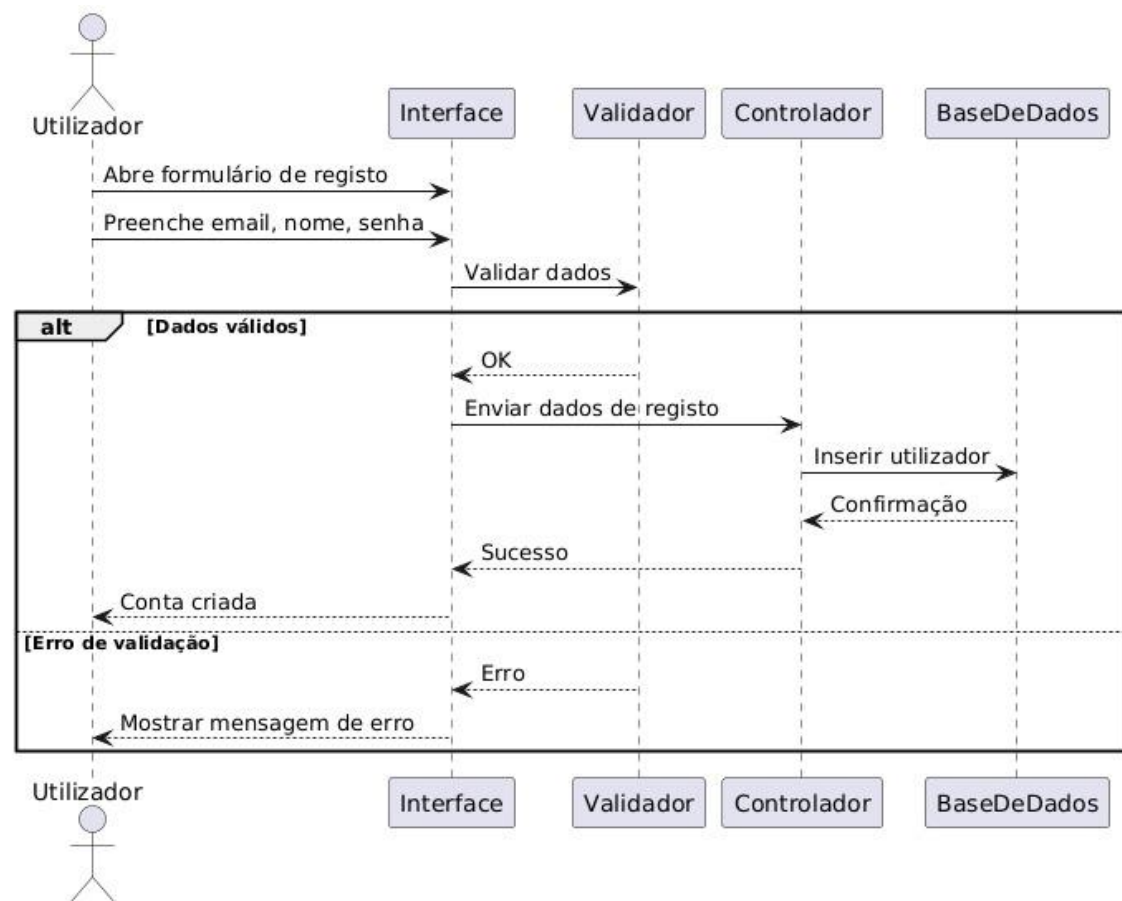 Utilizador
Interface
Validador
Controlador
BaseDeDados
Abre formulário de registo
Preenche email, nome, senha
Validar dados
alt
[Dados válidos]
OK
Enviar dados de registo
Inserir utilizador
Confirmação
Sucesso
Conta criada
[Erro de validação]
Erro
Mostrar mensagem de erro
Utilizador
Interface
Validador
Controlador
BaseDeDados